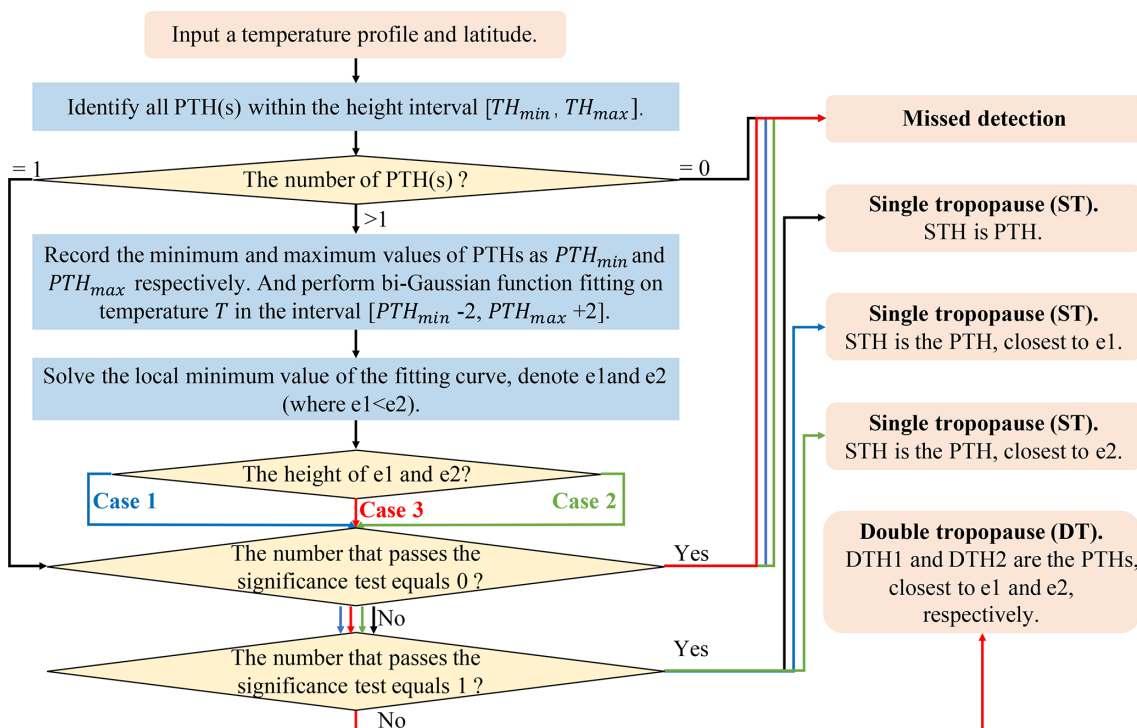 Input a temperature profile and latitude.
Identify all PTH(s) within the height interval [TH_min , TH_max].
= 1
The number of PTH(s) ?
= 0
>1
Record the minimum and maximum values of PTHs as PTH_min and
PTH_max respectively. And perform bi-Gaussian function fitting on
temperature T in the interval [PTH_min -2, PTH_max +2].
Solve the local minimum value of the fitting curve, denote e1and e2
(where e1<e2).
The height of e1 and e2?
Case 1
Case 3
Case 2
The number that passes the
significance test equals 0 ?
Yes
No
The number that passes the
significance test equals 1 ?
Yes
No
Missed detection
Single tropopause (ST).
STH is PTH.
Single tropopause (ST).
STH is the PTH, closest to e1.
Single tropopause (ST).
STH is the PTH, closest to e2.
Double tropopause (DT).
DTH1 and DTH2 are the PTHs,
closest to e1 and e2,
respectively.